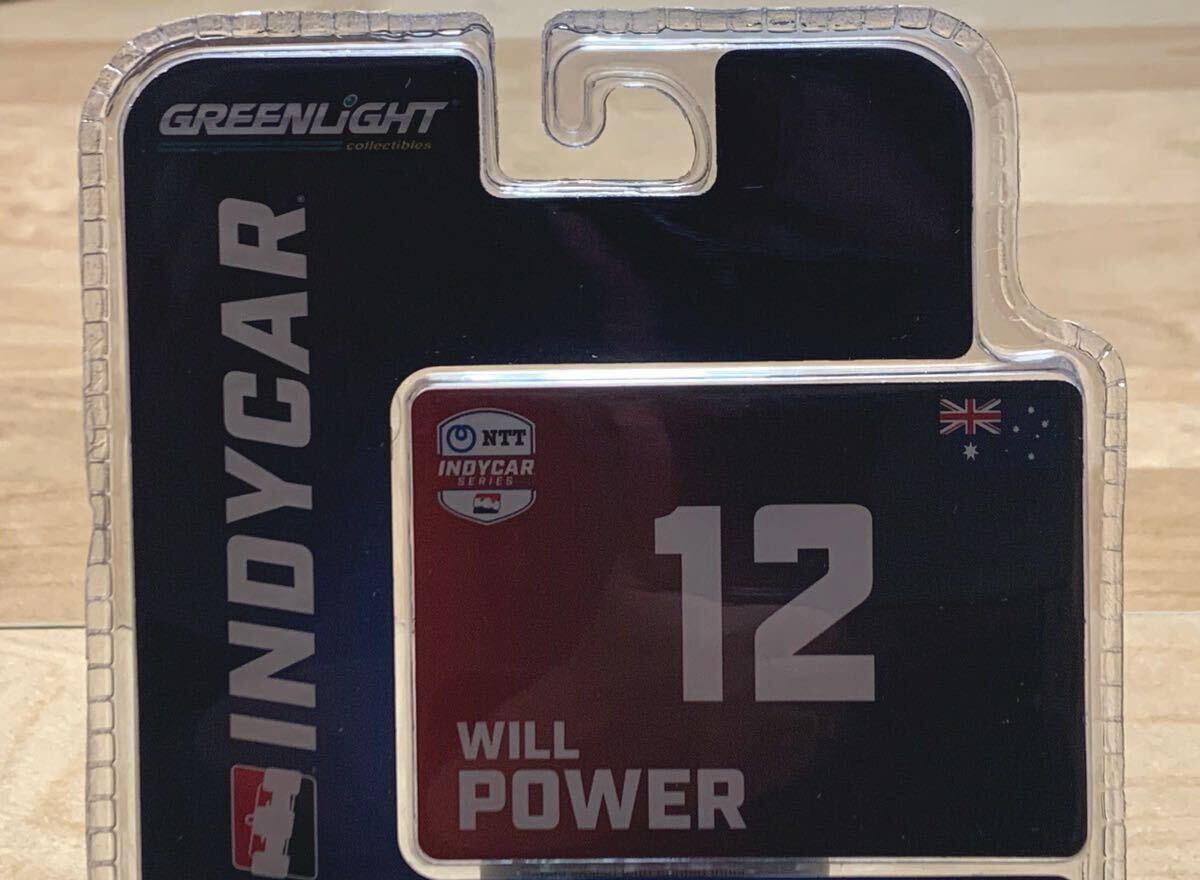 GREENLiGHT
collectibles
INDYCAR
NTT
INDYCAR
SERIES
12
WILL
POWER